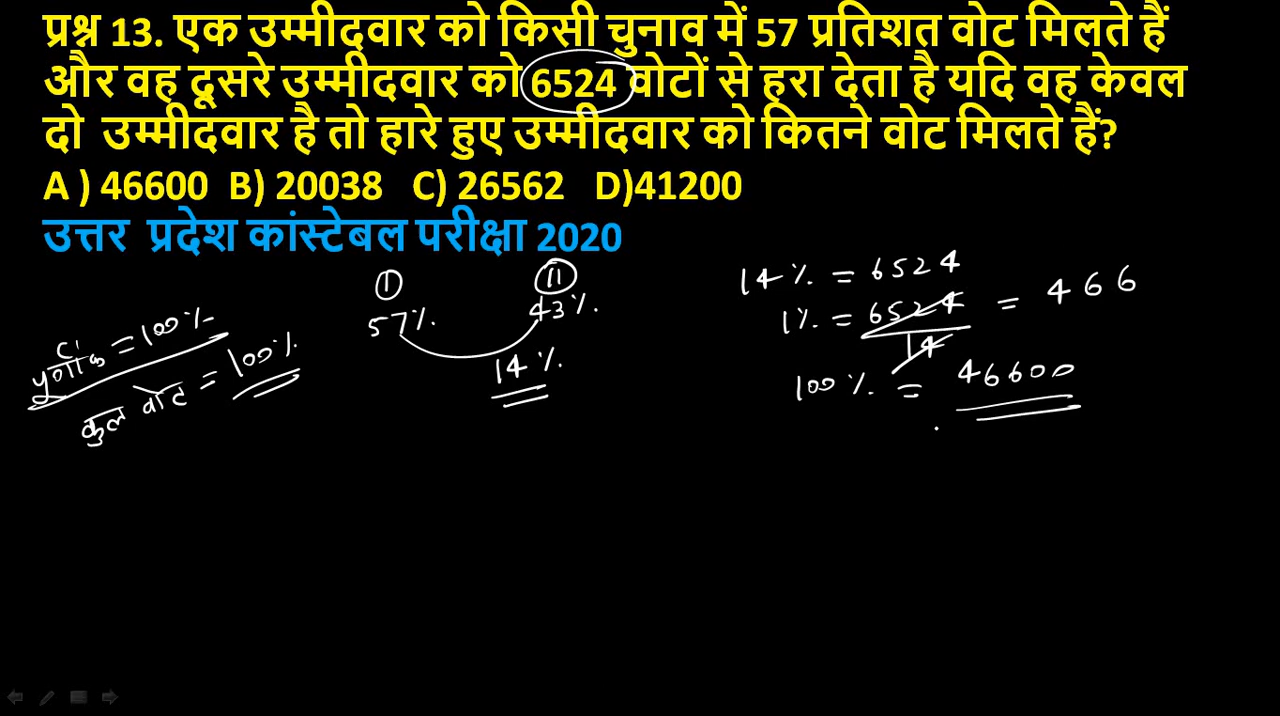 प्रश्न 13. एक उम्मीदवार को किसी चुनाव में 57 प्रतिशत वोट मिलते हैं
और वह दूसरे उम्मीदवार को 6524 वोटों से हरा देता है यदि वह केवल
दो उम्मीदवार है तो हारे हुए उम्मीदवार को कितने वोट मिलते हैं?
A ) 46600 B) 20038 C) 26562 D)41200
उत्तर प्रदेश कांस्टेबल परीक्षा 2020
I II
57% 43%
14%
= 100%
कुल वोट = 100%
14% = 6524
1% = 6524/14 = 466
100% = 46600